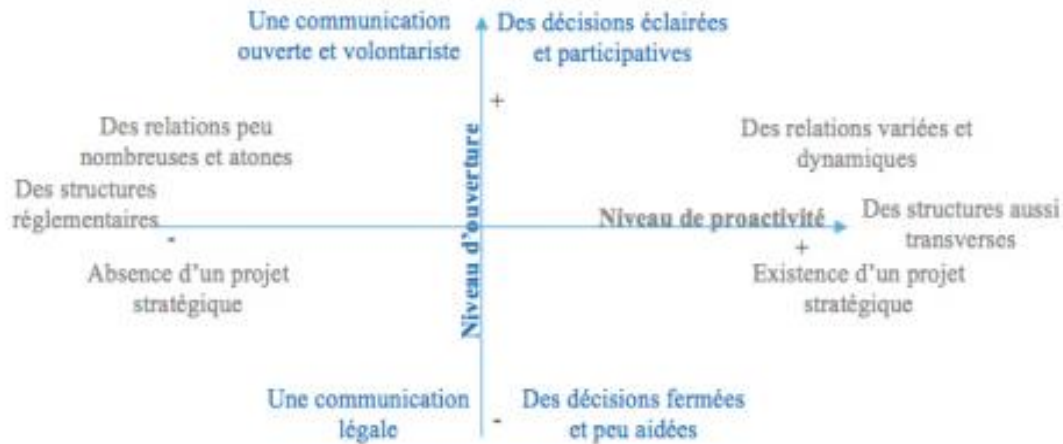 Une communication
ouverte et volontariste
Des décisions éclairées
et participatives
+
Des relations peu
nombreuses et atones
Des relations variées et
dynamiques
Des structures
réglementaires
Niveau d'ouverture
Niveau de proactivité
Des structures aussi
transverses
-
+
Absence d'un projet
stratégique
Existence d'un projet
stratégique
Une communication
légale
-
Des décisions fermées
et peu aidées